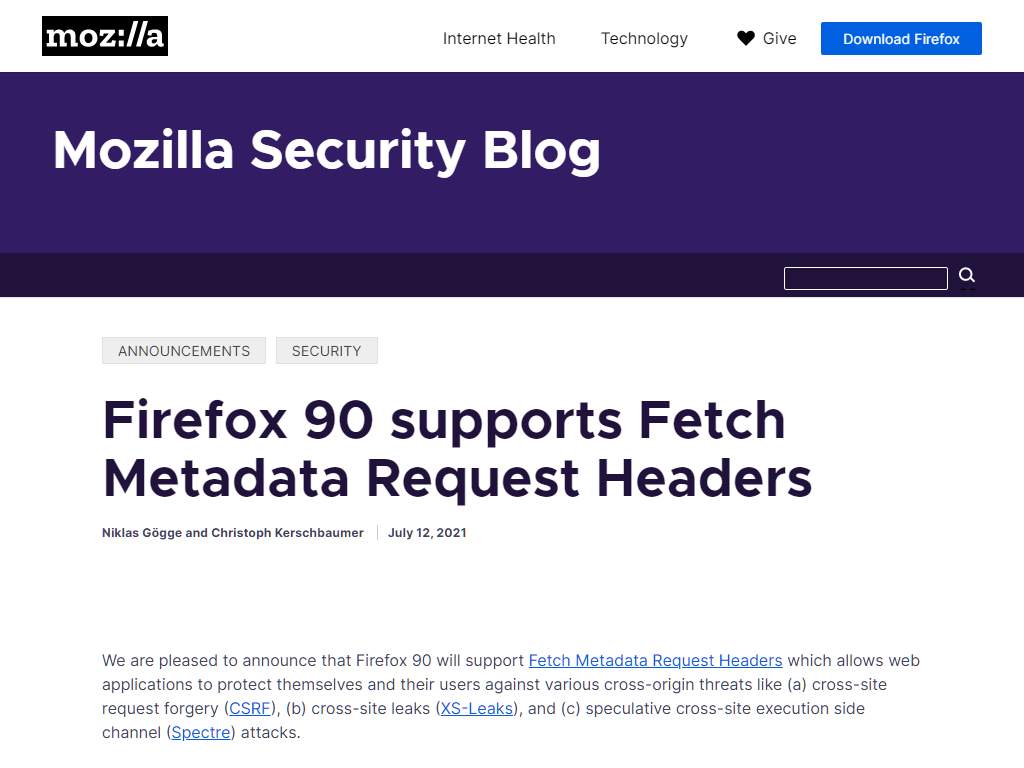 moz://a
Internet Health
Technology
Give
Download Firefox
Mozilla Security Blog
ANNOUNCEMENTS
SECURITY
Firefox 90 supports Fetch
Metadata Request Headers
Niklas Gögge and Christoph Kerschbaumer
July 12, 2021
We are pleased to announce that Firefox 90 will support Fetch Metadata Request Headers which allows web
applications to protect themselves and their users against various cross-origin threats like (a) cross-site
request forgery (CSRF), (b) cross-site leaks (XS-Leaks), and (c) speculative cross-site execution side
channel (Spectre) attacks.